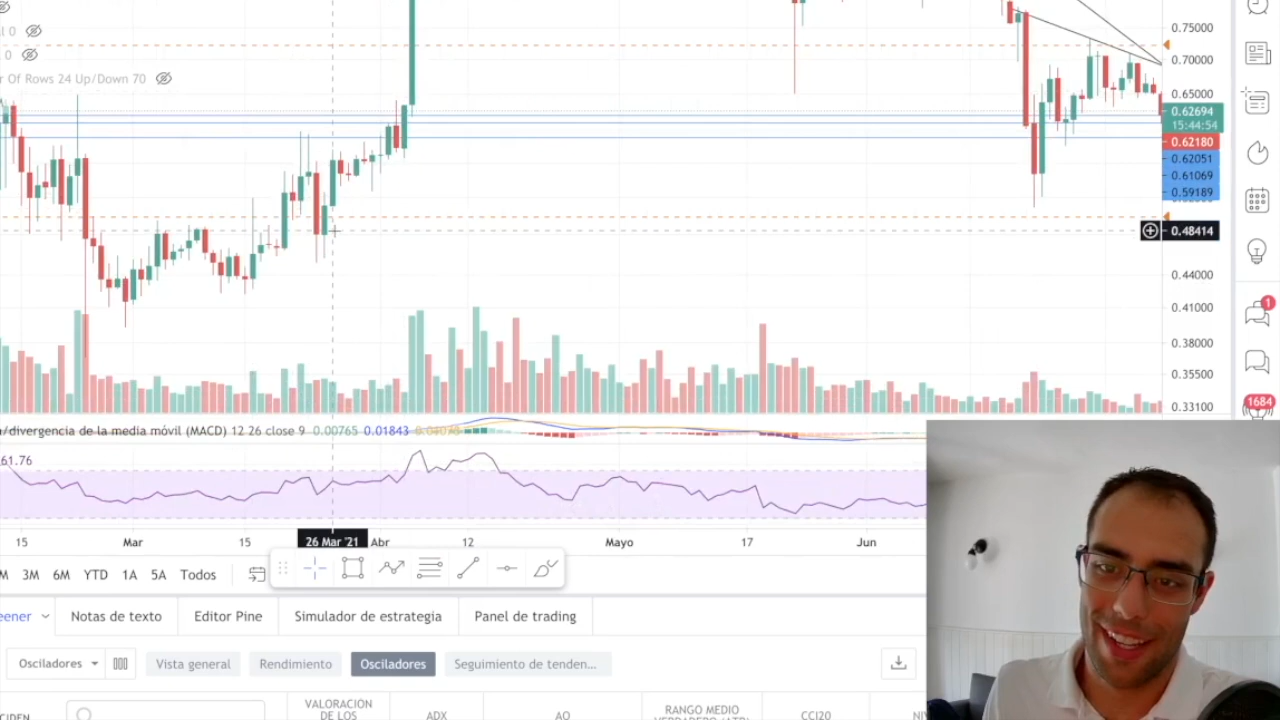 0.75000
l 0
0
0.70000
r Of Rows 24 Up/Down 70
0.65000
0.62694
15:44:54
0.62180
0.62051
0.61069
0.59189
0.48414
0.44000
0.41000
1
0.38000
0.35500
1684
0.33100
a/divergencia de la media móvil (MACD) 12 26 close 9 0.00765 0.01843
61.76
15 Mar 15 26 Mar '21 Abr 12 Mayo 17 Jun
M 3M 6M YTD 1A 5A Todos
eener Notas de texto Editor Pine Simulador de estrategia Panel de trading
Osciladores Vista general Rendimiento Osciladores Seguimiento de tenden...
VALORACIÓN
DE LOS ADX AO RANGO MEDIO
VERDADERO (ATR) CCI20